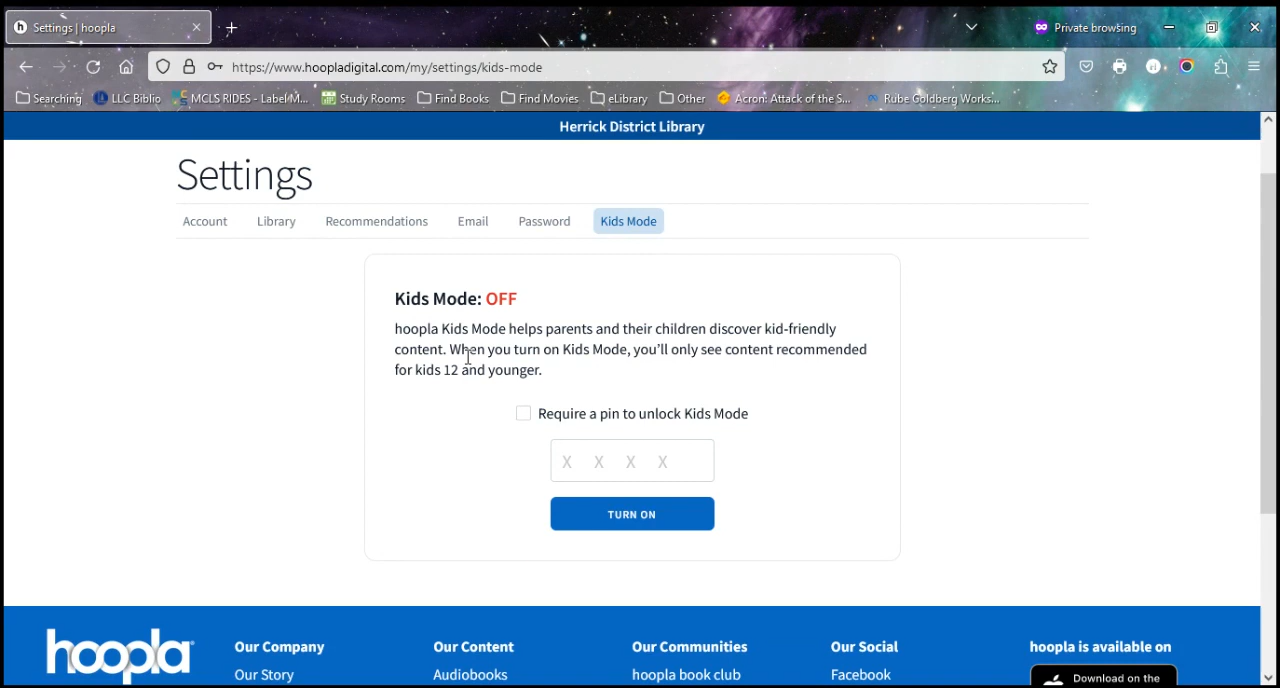 Settings | hoopla
Private browsing
https://www.hoopladigital.com/my/settings/kids-mode
Searching LLC Biblio MCLS RIDES - Label M... Study Rooms Find Books Find Movies eLibrary Other Acron: Attack of the S... Rube Goldberg Works...
Herrick District Library
Settings
Account Library Recommendations Email Password Kids Mode
Kids Mode: OFF
hoopla Kids Mode helps parents and their children discover kid-friendly
content. When you turn on Kids Mode, you'll only see content recommended
for kids 12 and younger.
Require a pin to unlock Kids Mode
X X X X
TURN ON
hoopla
Our Company Our Content Our Communities Our Social hoopla is available on
Our Story Audiobooks hoopla book club Facebook Download on the